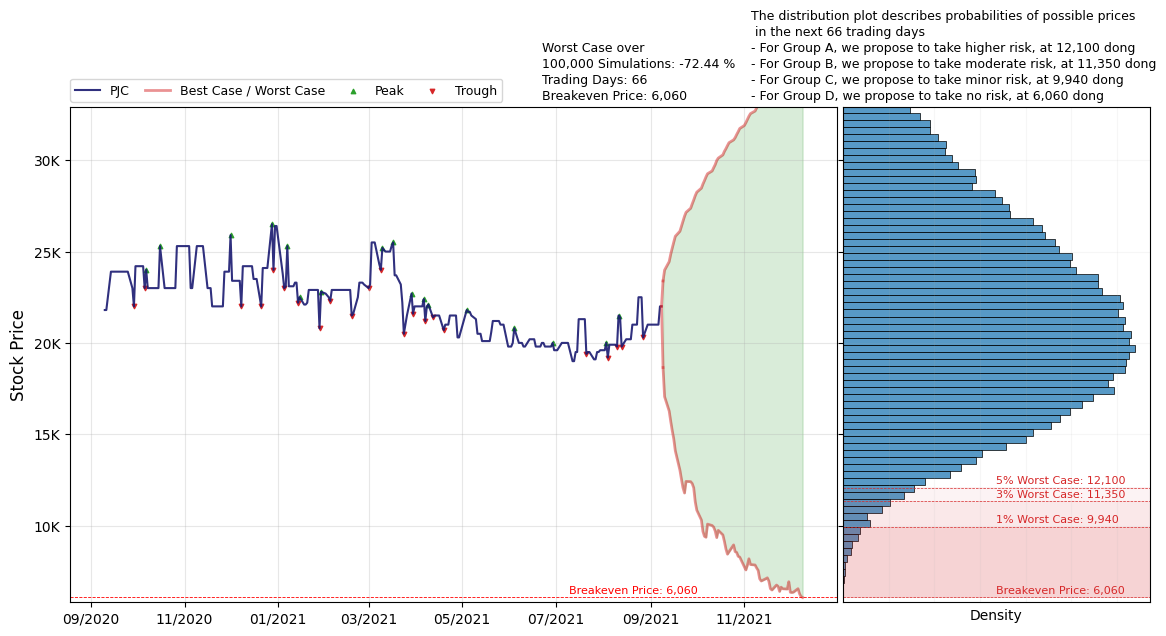 The distribution plot describes probabilities of possible prices
in the next 66 trading days
- For Group A, we propose to take higher risk, at 12,100 dong
- For Group B, we propose to take moderate risk, at 11,350 dong
- For Group C, we propose to take minor risk, at 9,940 dong
- For Group D, we propose to take no risk, at 6,060 dong
Worst Case over
100,000 Simulations: -72.44 %
Trading Days: 66
Breakeven Price: 6,060
PJC
Best Case / Worst Case
Peak
Trough
Stock Price
30K
25K
20K
15K
10K
5% Worst Case: 12,100
3% Worst Case: 11,350
1% Worst Case: 9,940
Breakeven Price: 6,060
Breakeven Price: 6,060
09/2020
11/2020
01/2021
03/2021
05/2021
07/2021
09/2021
11/2021
Density